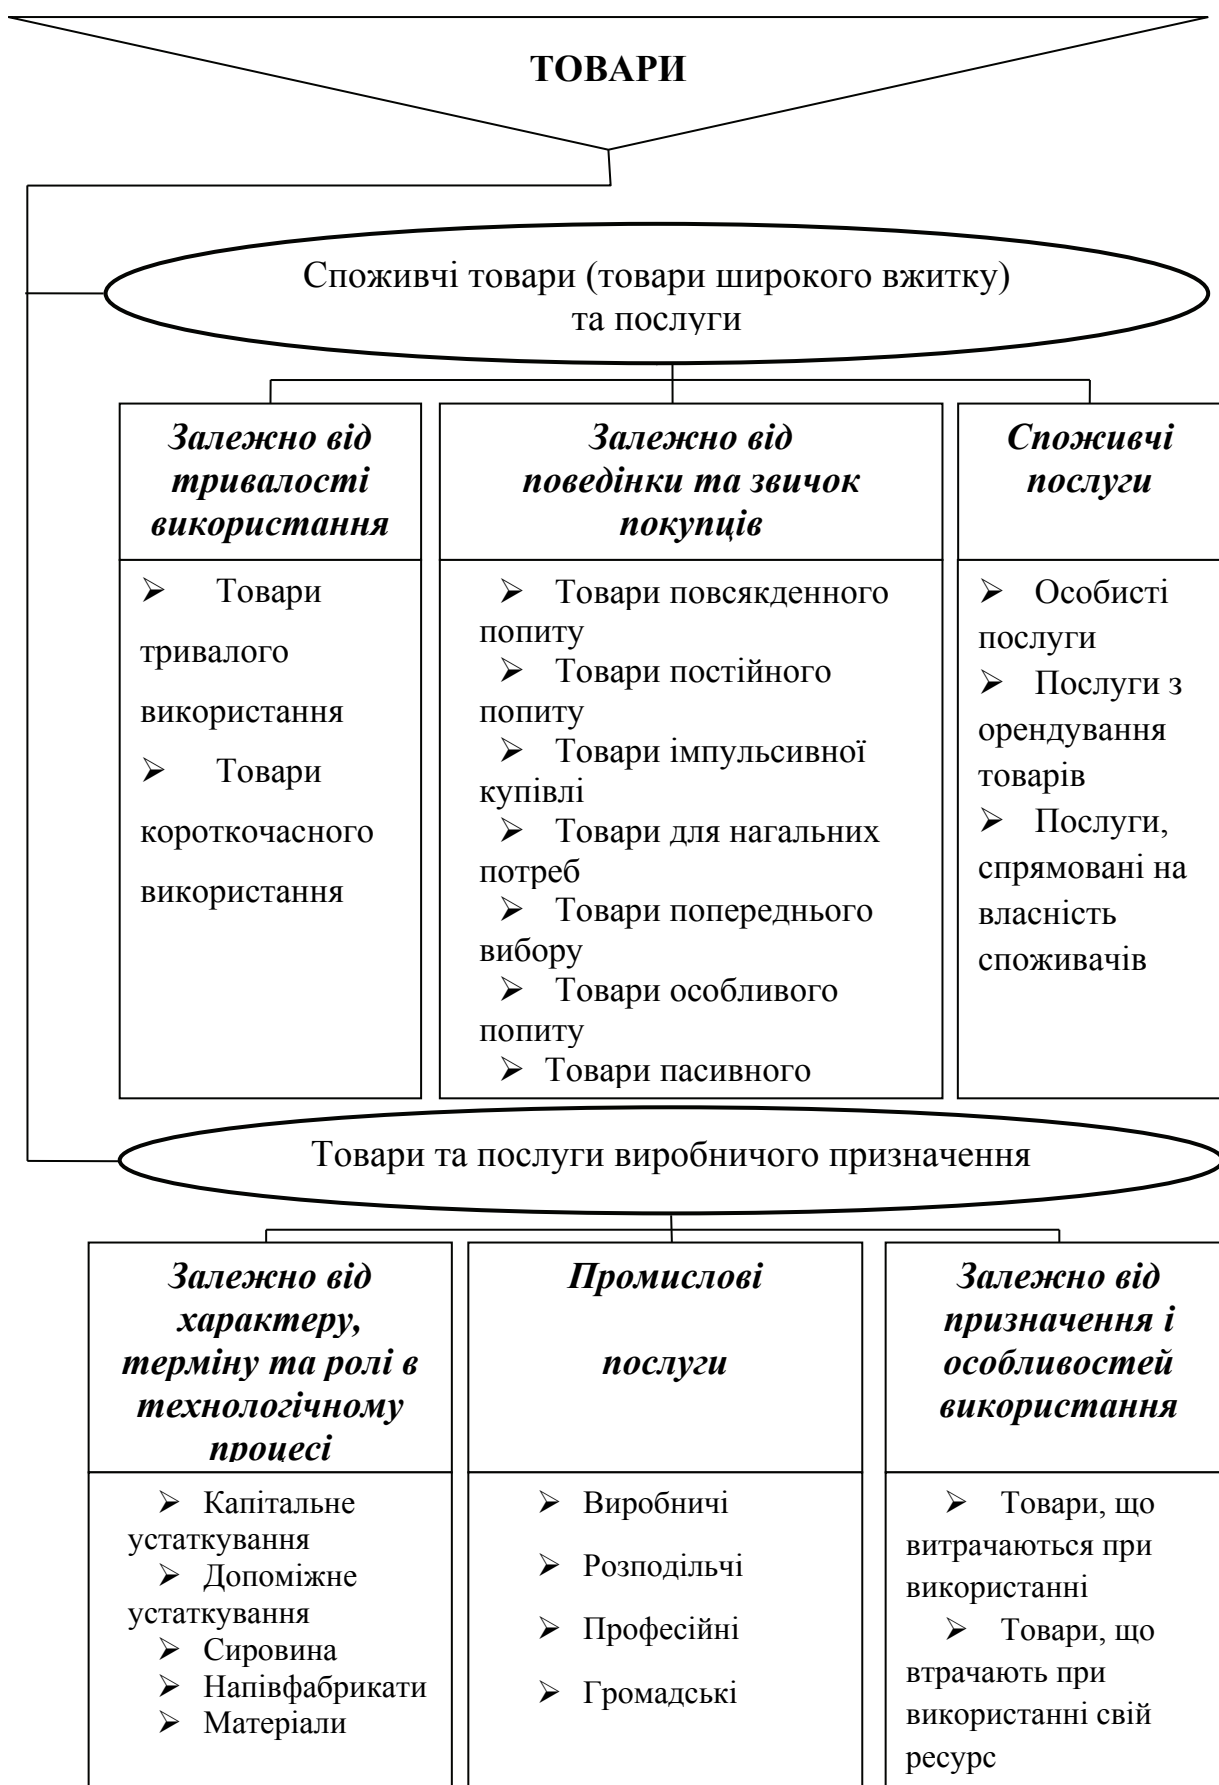 ТОВАРИ
Споживчі товари (товари широкого вжитку)
та послуги
Залежно від
тривалості
використання
➢ Товари
тривалого
використання
➢ Товари
короткочасного
використання
Залежно від
поведінки та звичок
покупців
➢ Товари повсякденного
попиту
➢ Товари постійного
попиту
➢ Товари імпульсивної
купівлі
➢ Товари для нагальних
потреб
➢ Товари попереднього
вибору
➢ Товари особливого
попиту
➢ Товари пасивного
Споживчі
послуги
➢ Особисті
послуги
➢ Послуги з
орендування
товарів
➢ Послуги,
спрямовані на
власність
споживачів
Товари та послуги виробничого призначення
Залежно від
характеру,
терміну та ролі в
технологічному
процесі
➢ Капітальне
устаткування
➢ Допоміжне
устаткування
➢ Сировина
➢ Напівфабрикати
➢ Матеріали
Промислові
послуги
➢ Виробничі
➢ Розподільчі
➢ Професійні
➢ Громадські
Залежно від
призначення і
особливостей
використання
➢ Товари, що
витрачаються при
використанні
➢ Товари, що
втрачають при
використанні свій
ресурс